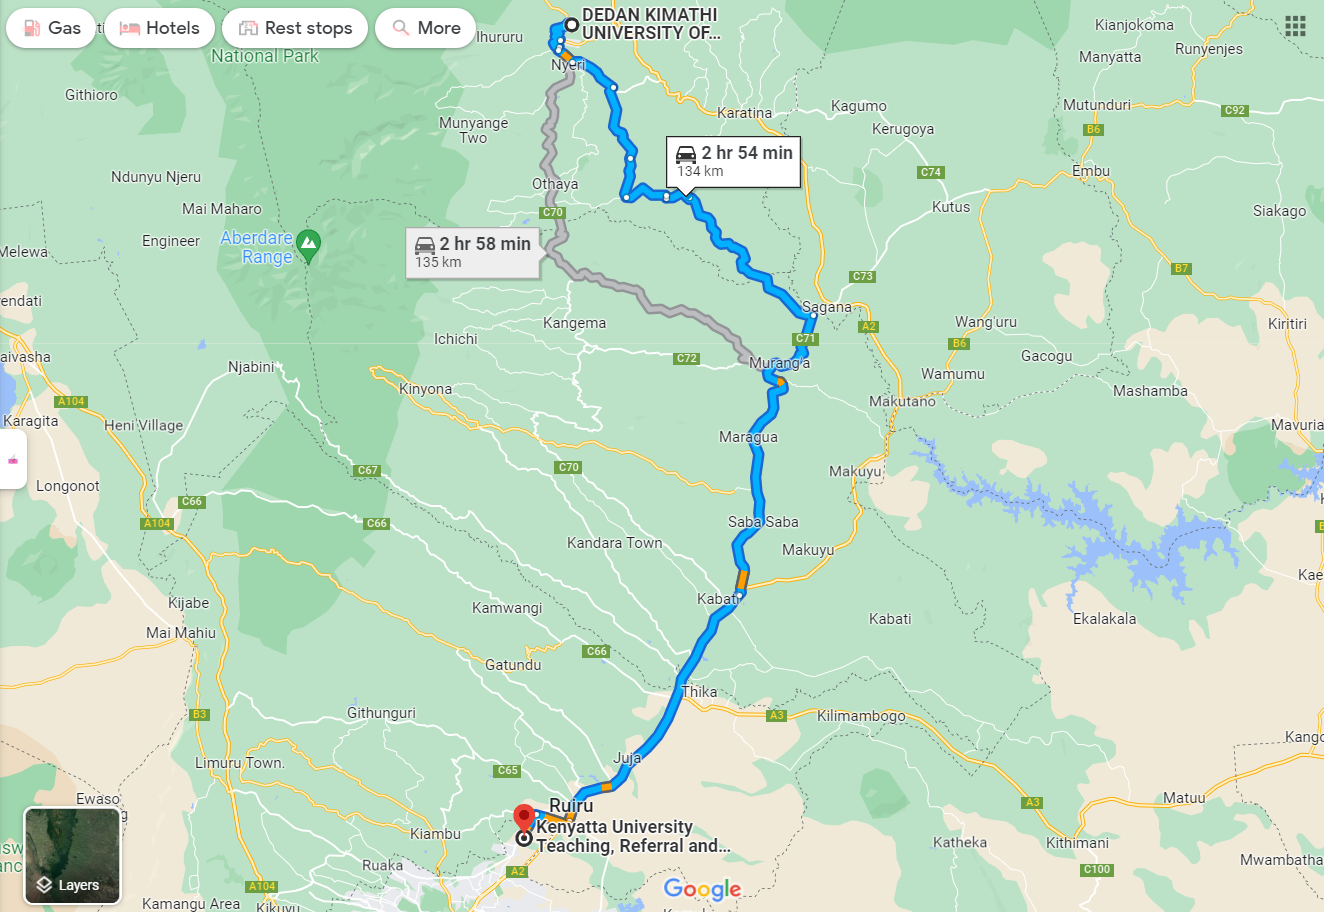 Gas
Hotels
Rest stops
More
DEDAN KIMATHI
UNIVERSITY OF...
Ihururu
Kianjokoma
Runyenjes
Manyatta
National Park
Nyeri
Githioro
Karatina
Kagumo
Mutunduri
C92
Munyange
Two
Kerugoya
B6
2 hr 54 min
134 km
Ndunyu Njeru
Othaya
C74
Embu
Mai Maharo
C70
Kutus
Siakago
Engineer
Aberdare
Range
2 hr 58 min
135 km
Melewa
B7
C73
Sagana
Kangema
A2
Wang'uru
Kiritiri
Ichichi
C71
B6
C72
Murang'a
Gacogu
Njabini
Wamumu
Kinyona
Mashamba
A104
Makutano
Karagita
Heni Village
Maragua
Mavuria
C67
C70
Makuyu
Longonot
C66
A104
C66
Saba Saba
Kandara Town
Makuyu
Kijabe
Kamwangi
Kabati
Kabati
Ekalakala
Mai Mahiu
C66
Gatundu
Thika
B3
Githunguri
A3
Kilimambogo
Juja
Limuru Town.
C65
Ewaso
Ruiru
A3
Matuu
Kenyatta University
Teaching, Referral and...
Kiambu
Katheka
Kithimani
Ruaka
A2
C100
Mwambatha
Layers
A104
Google
Kamangu Area
Kikuyu